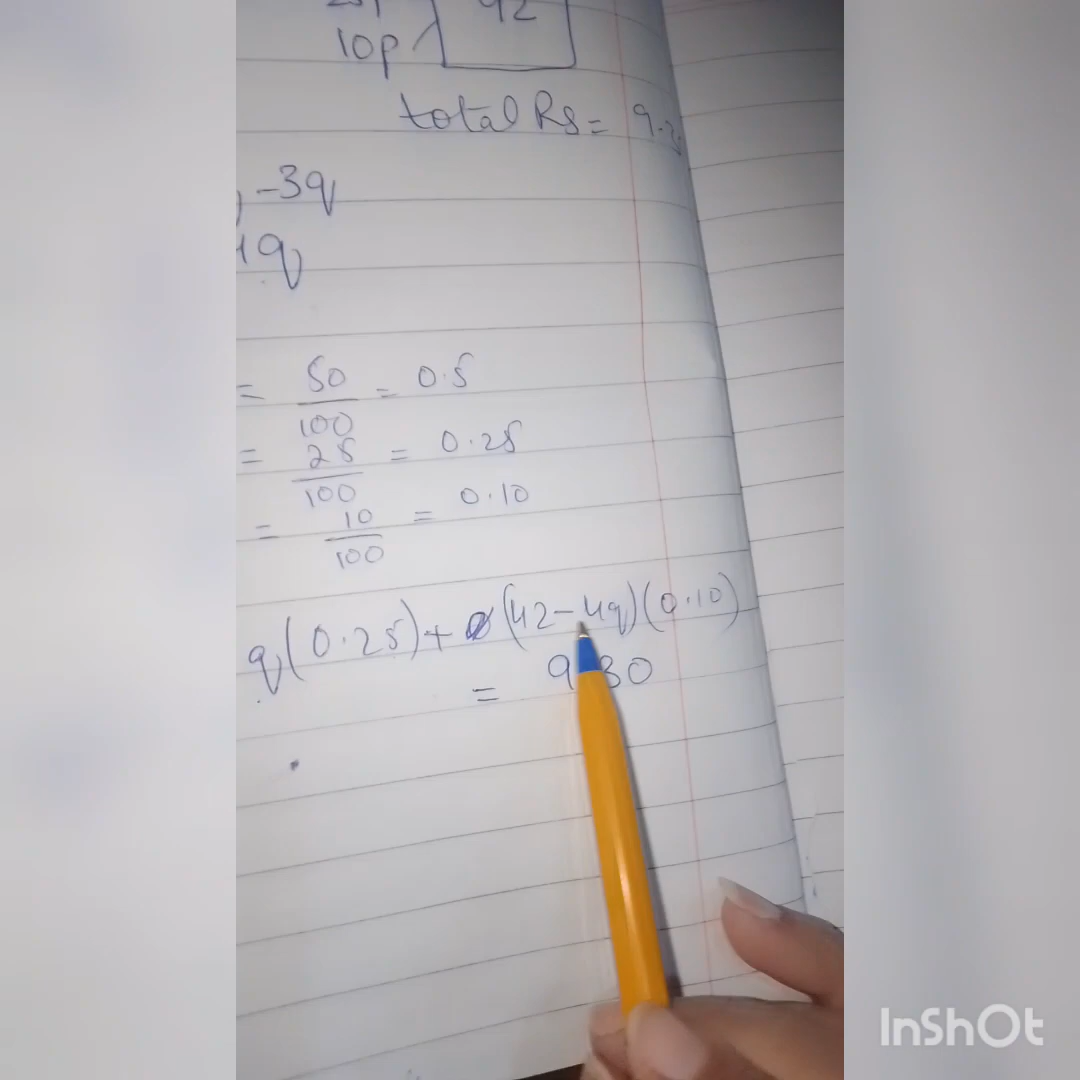 10p 42
total Rs = 9.
-3q
4q
= 50/100 = 0.5
= 25/100 = 0.25
= 10/100 = 0.10
q(0.25) + (42-4q)(0.10)
= 9.30
InShOt